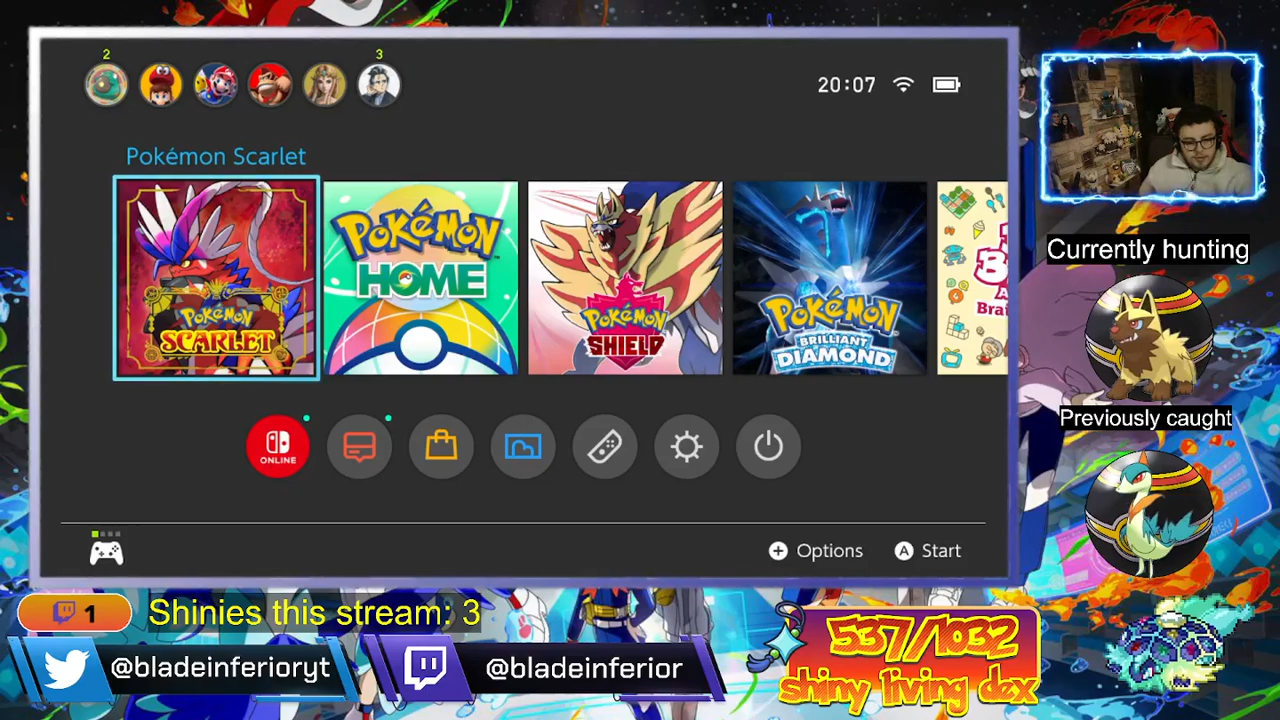 2
3
20:07
Pokémon Scarlet
POKéMON
SCARLET
POKéMON
HOME
POKéMON
SHIELD
POKéMON
BRILLIANT
DIAMOND
ONLINE
Options
Start
Currently hunting
Previously caught
1
Shinies this stream: 3
@bladeinferioryt
@bladeinferior
537/1032
shiny living dex